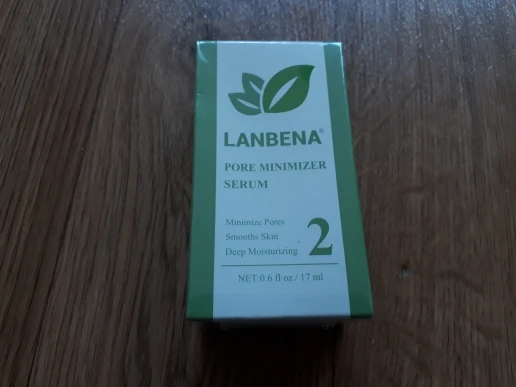 LANBENA®
PORE MINIMIZER
SERUM
Minimize Pores
Smooths Skin
Deep Moisturizing
2
NET:0.6 fl oz / 17 ml